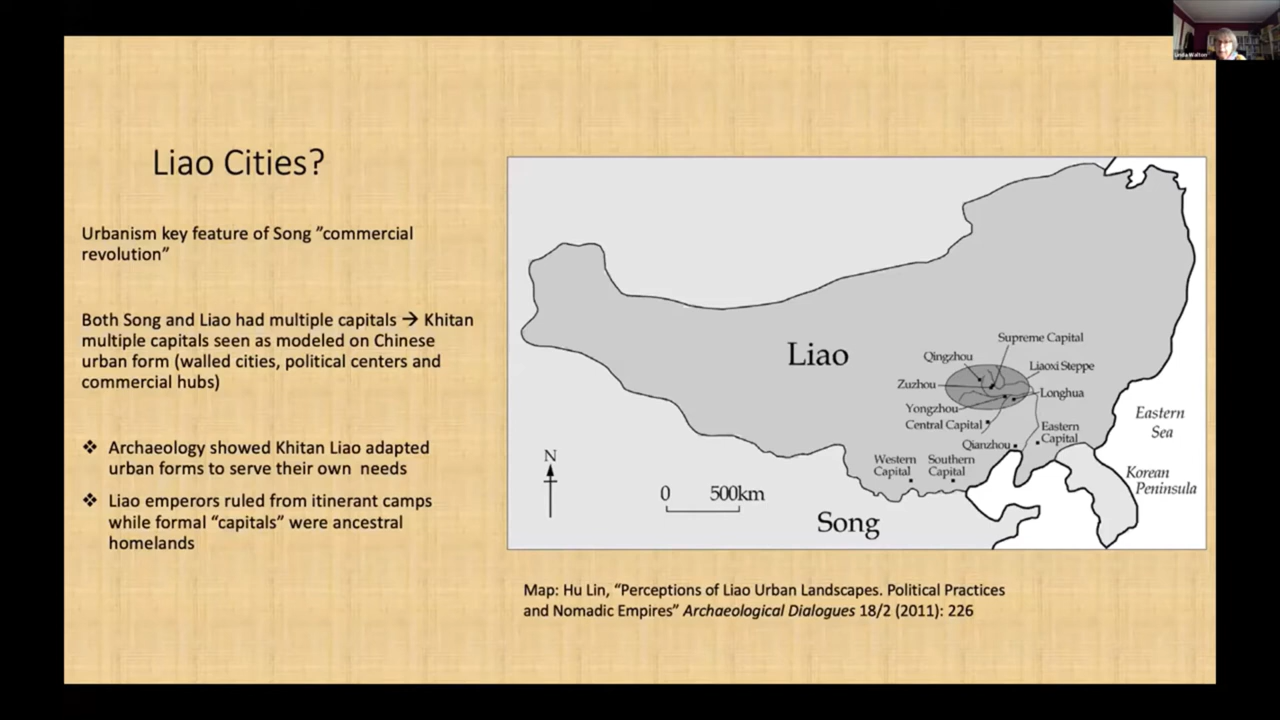 Linda Walton
Liao Cities?
Urbanism key feature of Song ”commercial
revolution”
Both Song and Liao had multiple capitals → Khitan
multiple capitals seen as modeled on Chinese
urban form (walled cities, political centers and
commercial hubs)
❖ Archaeology showed Khitan Liao adapted
urban forms to serve their own needs
❖ Liao emperors ruled from itinerant camps
while formal “capitals” were ancestral
homelands
Supreme Capital
Qingzhou
Liao
Liaoxi Steppe
Zuzhou
Longhua
Yongzhou
Central Capital
Eastern
Capital
Eastern
Sea
Qianzhou
Western
Capital
Southern
Capital
Korean
Peninsula
N
0 500km
Song
Map: Hu Lin, “Perceptions of Liao Urban Landscapes. Political Practices
and Nomadic Empires” Archaeological Dialogues 18/2 (2011): 226